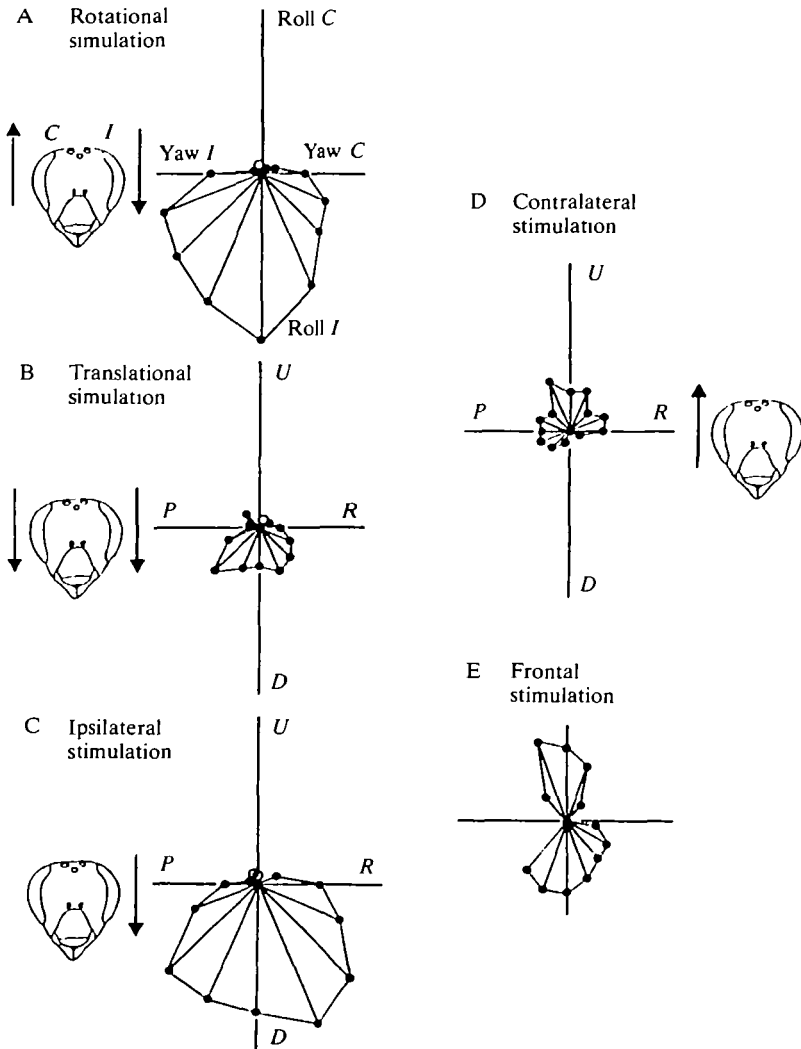 A Rotational
simulation
Roll C
C I
Yaw I Yaw C
Roll I
B Translational
simulation
U
P R
D
C Ipsilateral
stimulation
U
P R
D
D Contralateral
stimulation
U
P R
D
E Frontal
stimulation